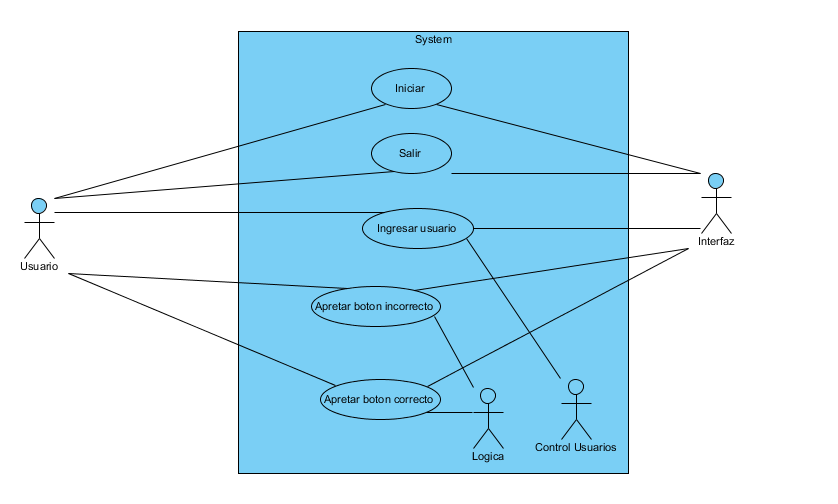 System
Iniciar
Salir
Ingresar usuario
Interfaz
Usuario
Apretar boton incorrecto
Apretar boton correcto
Control Usuarios
Logica